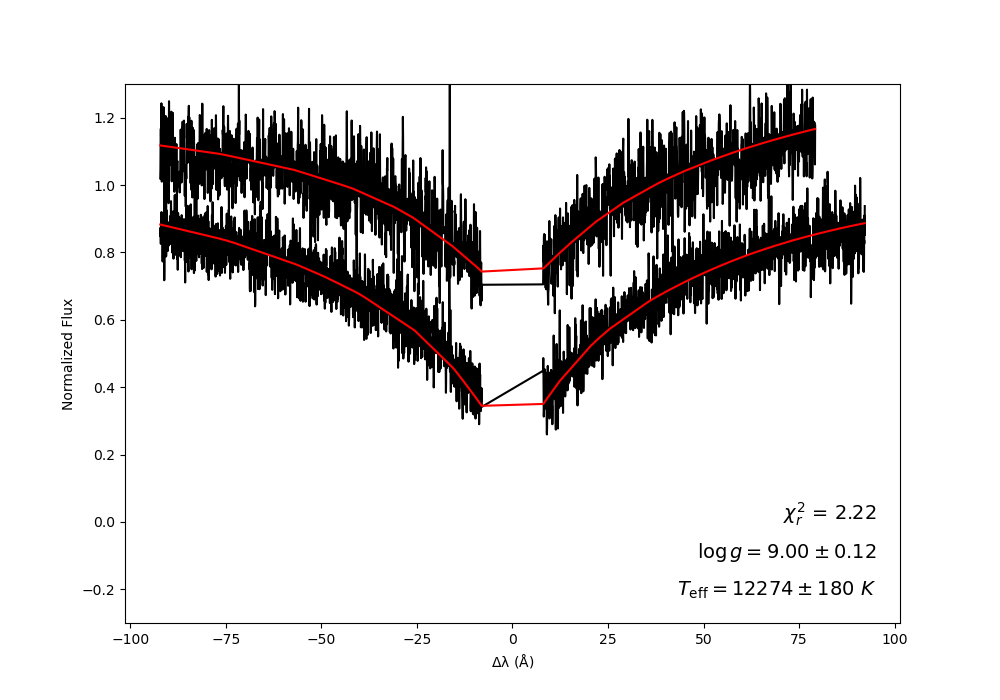 1.2
1.0
0.8
0.6
0.4
0.2
0.0
−0.2
Normalized Flux
χ²ᵣ = 2.22
log g = 9.00 ± 0.12
T_eff = 12274 ± 180 K
−100 −75 −50 −25 0 25 50 75 100
Δλ (Å)